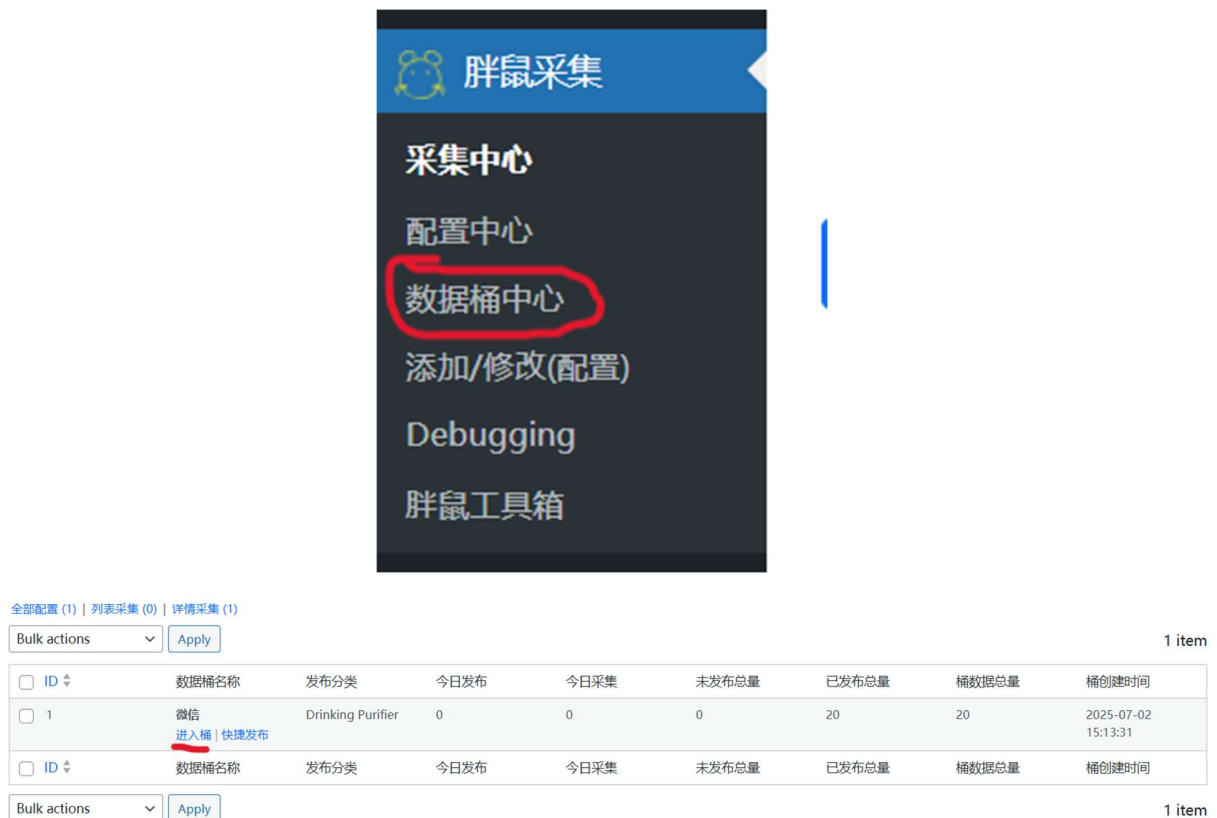 胖鼠采集
采集中心
配置中心
数据桶中心
添加/修改(配置)
Debugging
胖鼠工具箱
全部配置 (1) | 列表采集 (0) | 详情采集 (1)
Bulk actions Apply 1 item
ID 数据桶名称 发布分类 今日发布 今日采集 未发布总量 已发布总量 桶数据总量 桶创建时间
1 微信 Drinking Purifier 0 0 0 20 20 2025-07-02
进入桶 | 快捷发布 15:13:31
ID 数据桶名称 发布分类 今日发布 今日采集 未发布总量 已发布总量 桶数据总量 桶创建时间
Bulk actions Apply 1 item